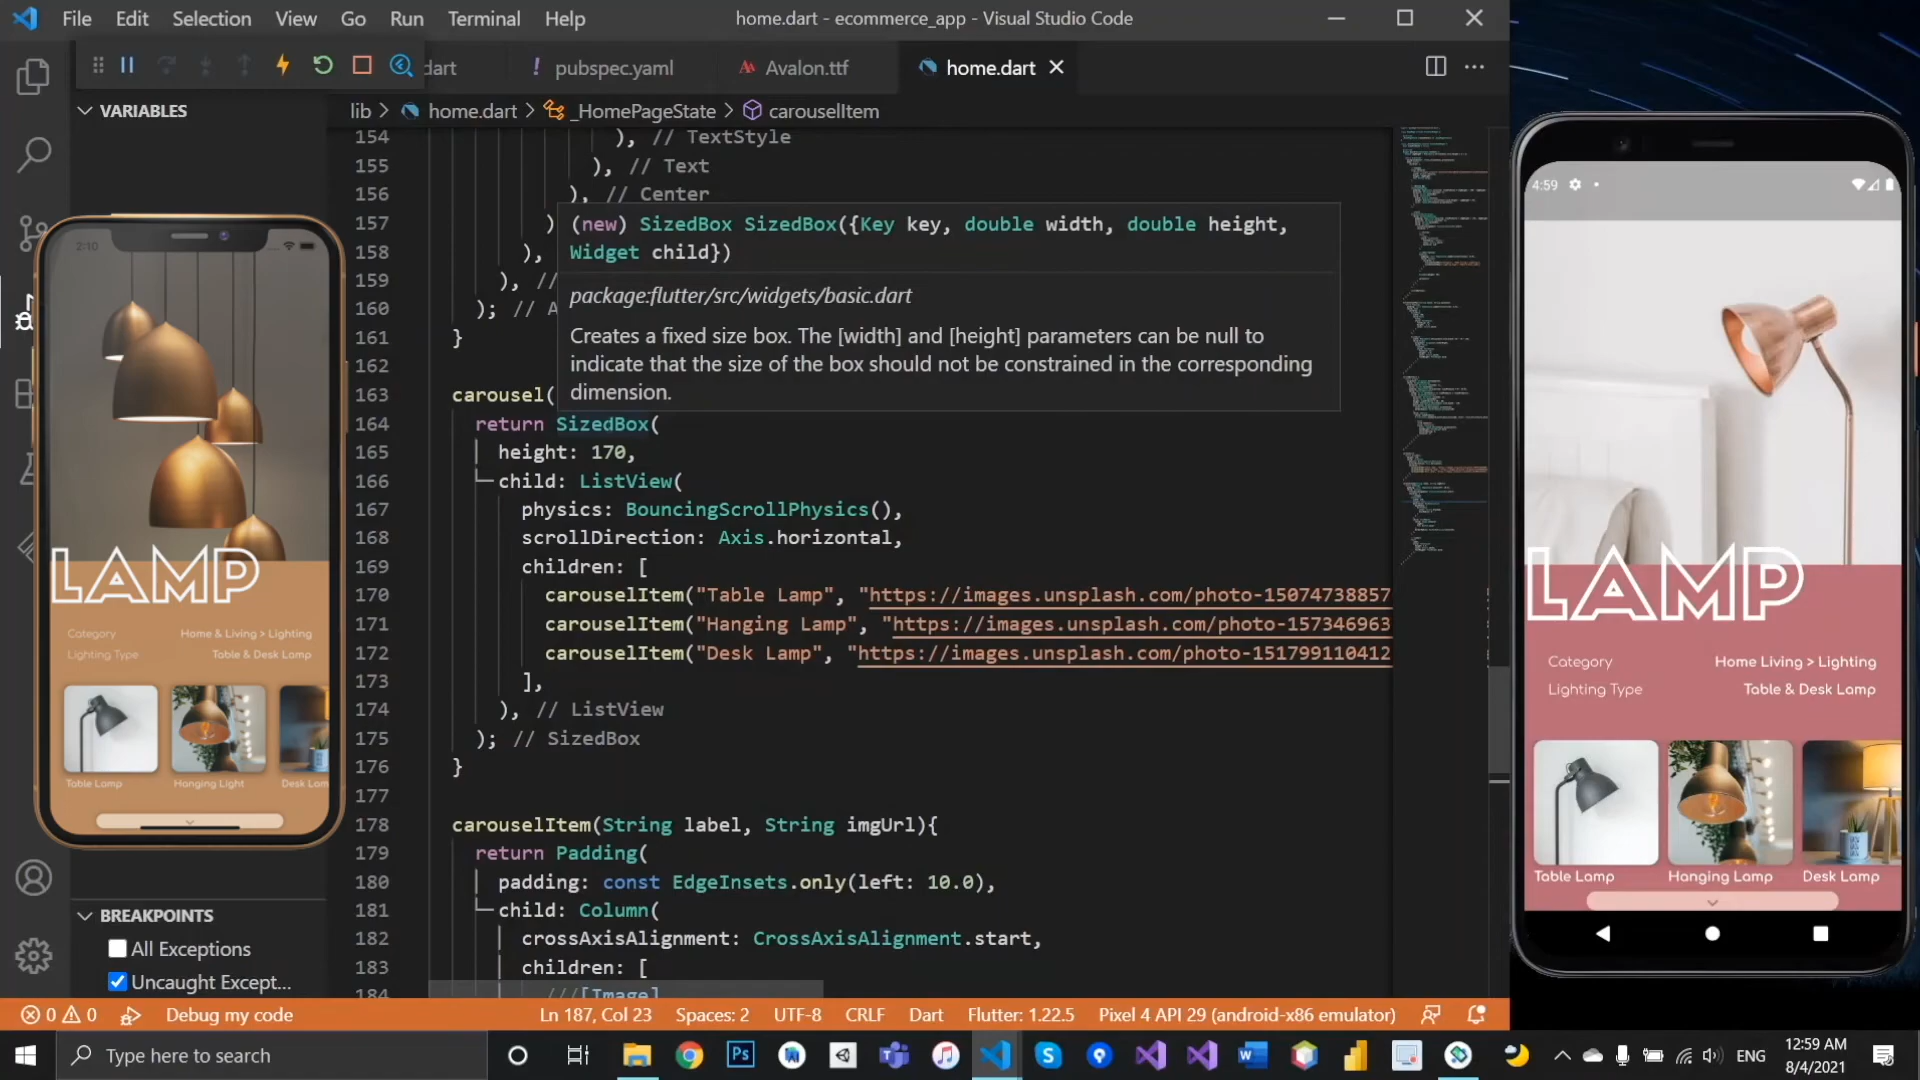 File Edit Selection View Go Run Terminal Help
home.dart - ecommerce_app - Visual Studio Code
dart
! pubspec.yaml
Avalon.ttf
home.dart
VARIABLES
lib > home.dart > _HomePageState > carouselItem
154 ), // TextStyle
155 ), // Text
156 ), // Center
157 )
158 ),
159 ), //
160 ); // A
161 }
162
163 carousel(
164 return SizedBox(
165 height: 170,
166 child: ListView(
167 physics: BouncingScrollPhysics(),
168 scrollDirection: Axis.horizontal,
169 children: [
170 carouselItem("Table Lamp", "https://images.unsplash.com/photo-15074738857
171 carouselItem("Hanging Lamp", "https://images.unsplash.com/photo-157346963
172 carouselItem("Desk Lamp", "https://images.unsplash.com/photo-151799110412
173 ],
174 ), // ListView
175 ); // SizedBox
176 }
177
178 carouselItem(String label, String imgUrl){
179 return Padding(
180 padding: const EdgeInsets.only(left: 10.0),
181 child: Column(
182 crossAxisAlignment: CrossAxisAlignment.start,
183 children: [
184 ///[Image]
(new) SizedBox SizedBox({Key key, double width, double height,
Widget child})
package:flutter/src/widgets/basic.dart
Creates a fixed size box. The [width] and [height] parameters can be null to
indicate that the size of the box should not be constrained in the corresponding
dimension.
2:10
LAMP
Category Home & Living > Lighting
Lighting Type Table & Desk Lamp
Table Lamp Hanging Light Desk Lam
BREAKPOINTS
All Exceptions
Uncaught Except...
4:59
LAMP
Category Home Living > Lighting
Lighting Type Table & Desk Lamp
Table Lamp Hanging Lamp Desk Lamp
0 0 Debug my code
Ln 187, Col 23 Spaces: 2 UTF-8 CRLF Dart Flutter: 1.22.5 Pixel 4 API 29 (android-x86 emulator)
Type here to search
Ps
ENG
12:59 AM
8/4/2021